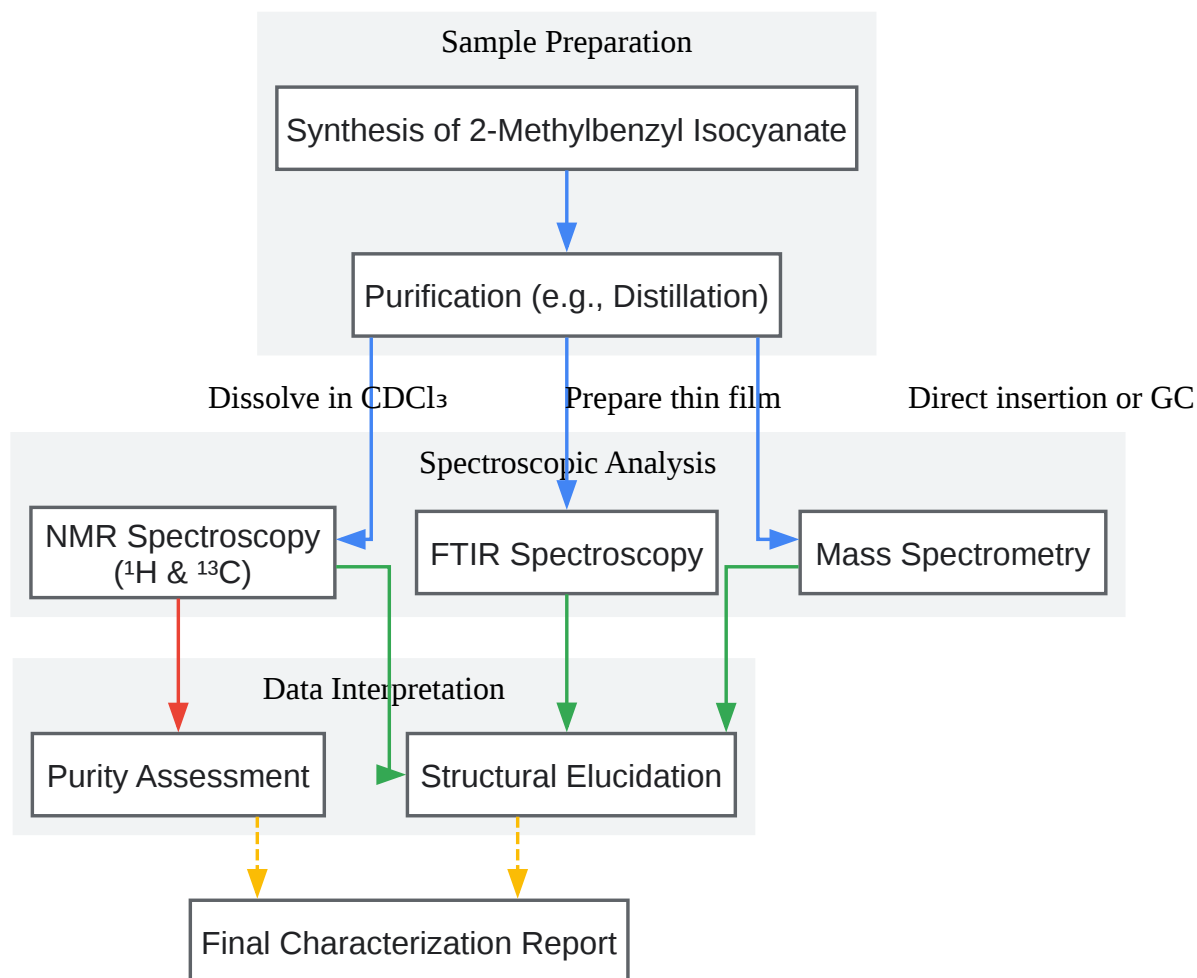 Sample Preparation
Synthesis of 2-Methylbenzyl Isocyanate
Purification (e.g., Distillation)
Dissolve in CDCl₃
Prepare thin film
Direct insertion or GC
Spectroscopic Analysis
NMR Spectroscopy
(¹H & ¹³C)
FTIR Spectroscopy
Mass Spectrometry
Data Interpretation
Purity Assessment
Structural Elucidation
Final Characterization Report